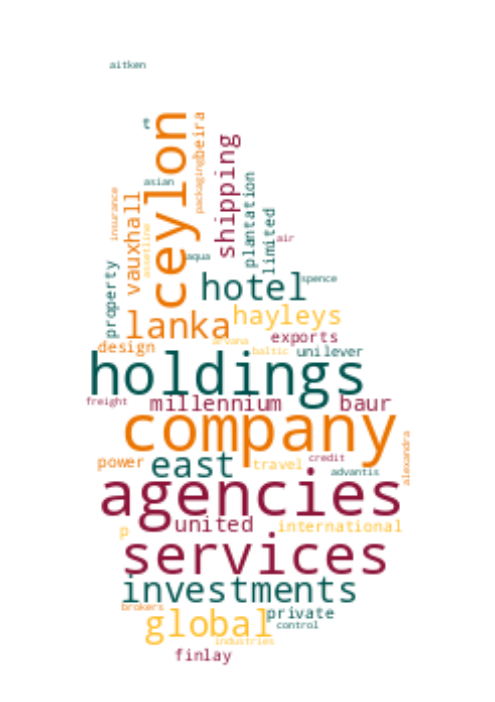 aitken
ceylon
beira
packaging
shipping
asian
plantation
vauxhall
insurance
assetline
limited
air
aqua
property
hotel
spence
lanka
hayleys
exports
design
arvana
baltic
unilever
holdings
freight
millennium
baur
company
alexandra
power
east
travel
credit
advantis
agencies
united
international
p
services
investments
brokers
global
private
control
industries
finlay